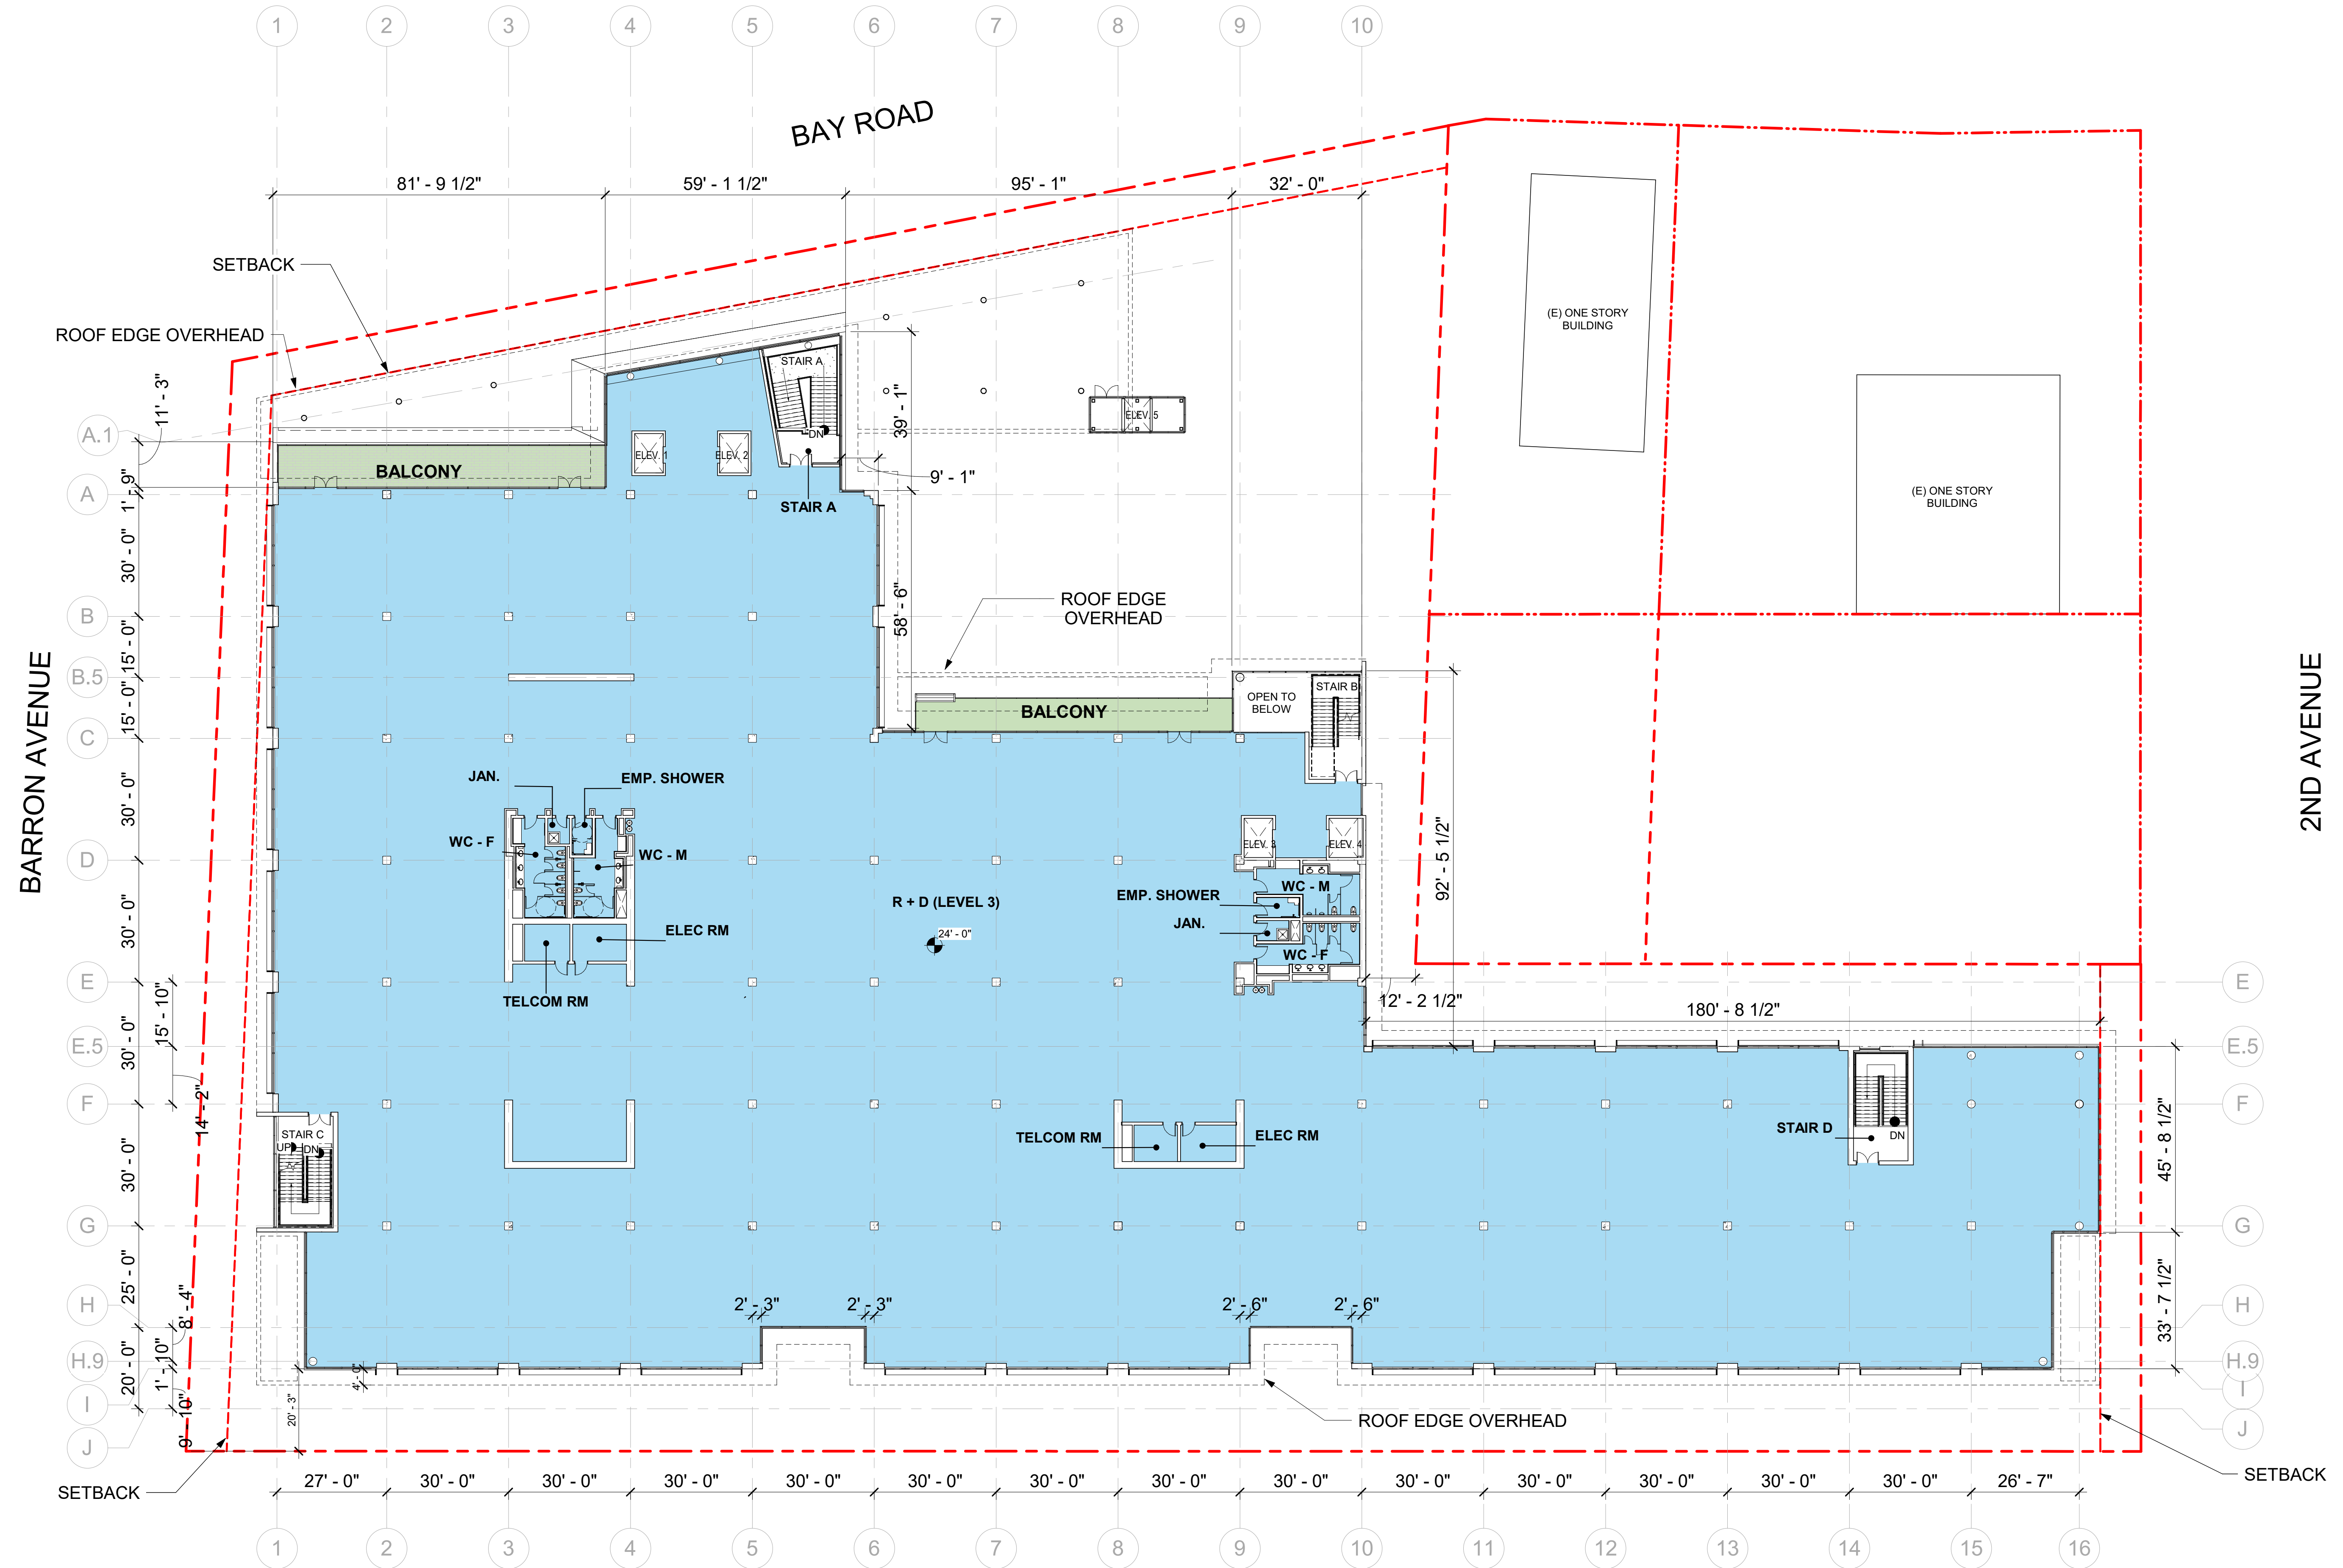 1
2
3
4
5
6
7
8
9
10
BAY ROAD
81' - 9 1/2"
59' - 1 1/2"
95' - 1"
32' - 0"
SETBACK
ROOF EDGE OVERHEAD
(E) ONE STORY
BUILDING
(E) ONE STORY
BUILDING
11' - 3"
A.1
STAIR A
DN
ELEV. 1
ELEV. 2
ELEV. 5
39' - 1"
BALCONY
9' - 1"
STAIR A
1' - 9"
A
30' - 0"
B
15' - 0"
B.5
15' - 0"
C
58' - 6"
ROOF EDGE
OVERHEAD
BALCONY
OPEN TO
BELOW
STAIR B
BARRON AVENUE
2ND AVENUE
JAN.
EMP. SHOWER
WC - F
WC - M
30' - 0"
D
ELEV. 3
ELEV. 4
92' - 5 1/2"
R + D (LEVEL 3)
24' - 0"
EMP. SHOWER
WC - M
JAN.
WC - F
ELEC RM
TELCOM RM
30' - 0"
E
E
15' - 10"
12' - 2 1/2"
180' - 8 1/2"
30' - 0"
E.5
E.5
14' - 2"
F
F
STAIR C
UP
DN
TELCOM RM
ELEC RM
STAIR D
DN
45' - 8 1/2"
30' - 0"
G
G
25' - 0"
8' - 4"
2' - 3"
2' - 3"
2' - 6"
2' - 6"
33' - 7 1/2"
H
H
20' - 0"
1' - 10"
H.9
H.9
4' - 0"
I
I
9' - 10"
20' - 3"
ROOF EDGE OVERHEAD
J
J
SETBACK
SETBACK
27' - 0"
30' - 0"
30' - 0"
30' - 0"
30' - 0"
30' - 0"
30' - 0"
30' - 0"
30' - 0"
30' - 0"
30' - 0"
30' - 0"
30' - 0"
30' - 0"
26' - 7"
1
2
3
4
5
6
7
8
9
10
11
12
13
14
15
16